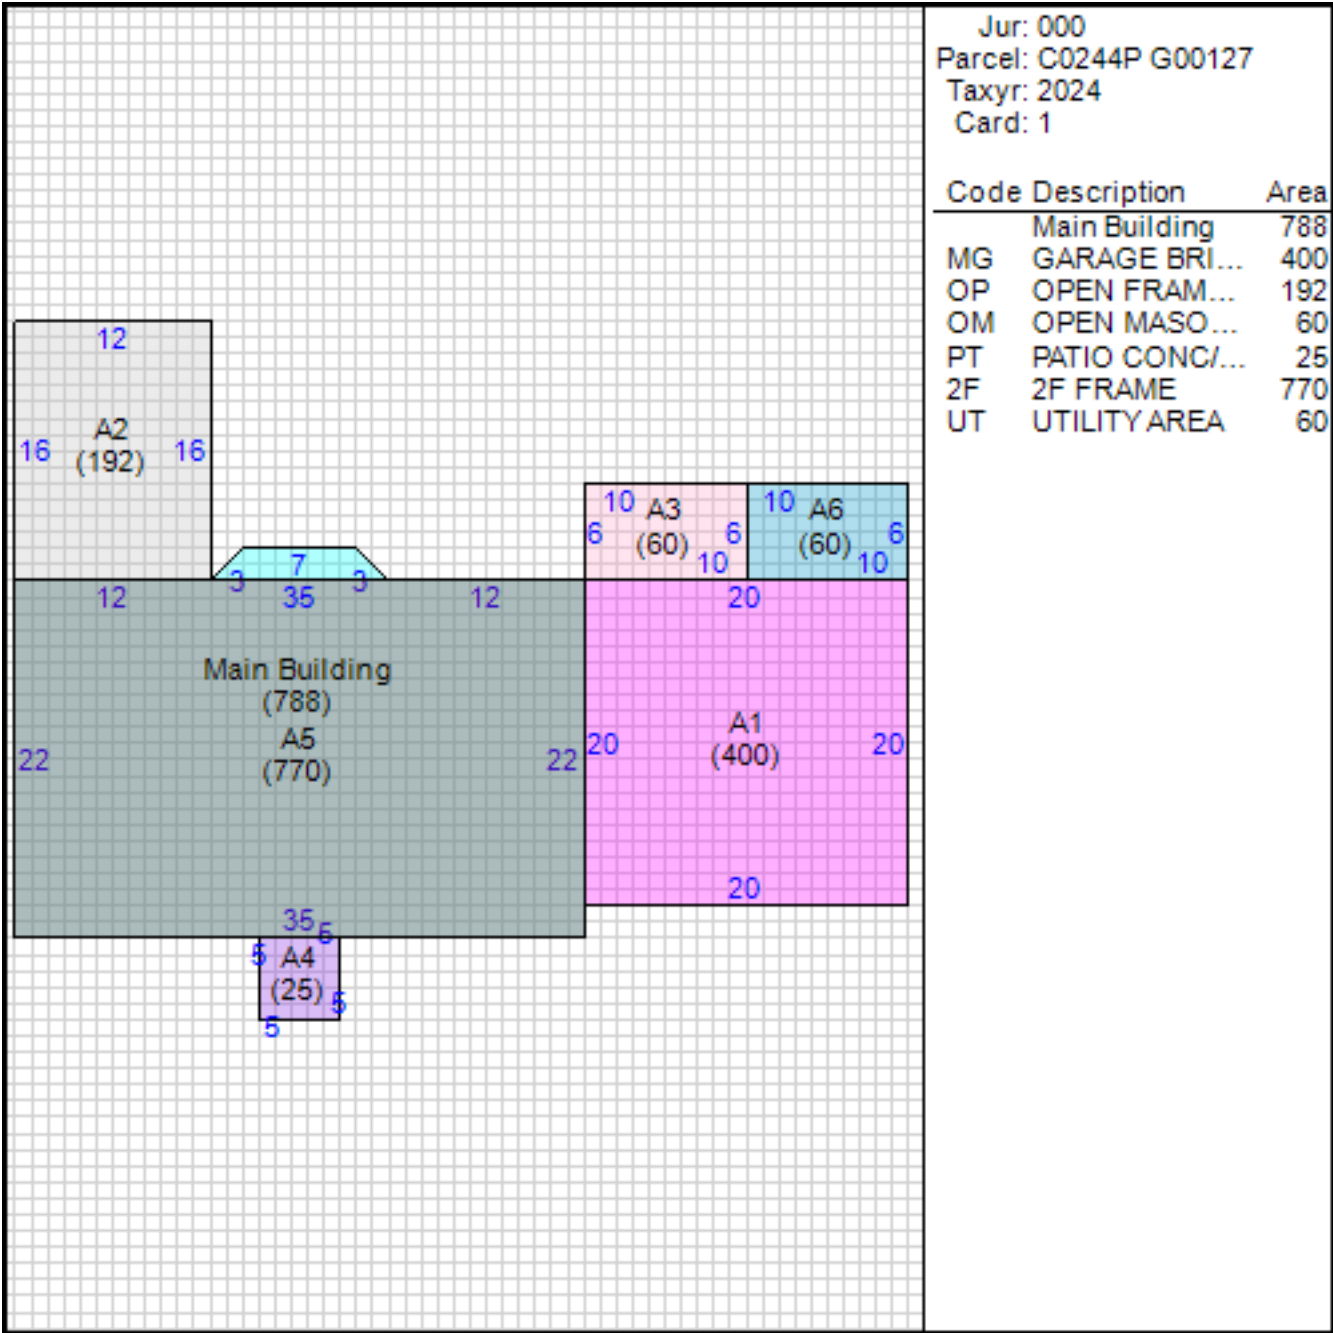 Jur: 000
Parcel: C0244P G00127
Taxyr: 2024
Card: 1
Code Description Area
Main Building 788
MG GARAGE BRI... 400
OP OPEN FRAM... 192
OM OPEN MASO... 60
PT PATIO CONC/... 25
2F 2F FRAME 770
UT UTILITY AREA 60
12
A2
16 (192) 16
10 A3 10 A6
6 (60) 6 (60) 6
10 10
7
3 3
12 35 12 20
Main Building
(788)
A5
(770)
22 22
A1
20 (400) 20
20
35 5
5 A4
(25) 5
5